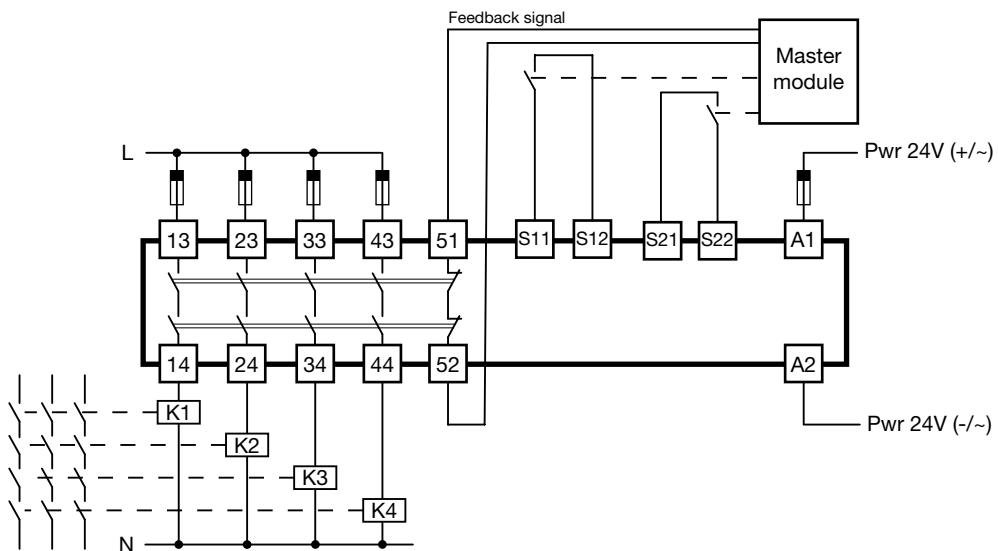 Feedback signal
Master
module
L
Pwr 24V (+/~)
13 23 33 43 51 S11 S12 S21 S22 A1
14 24 34 44 52 A2
K1
Pwr 24V (-/~)
K2
K3
K4
N